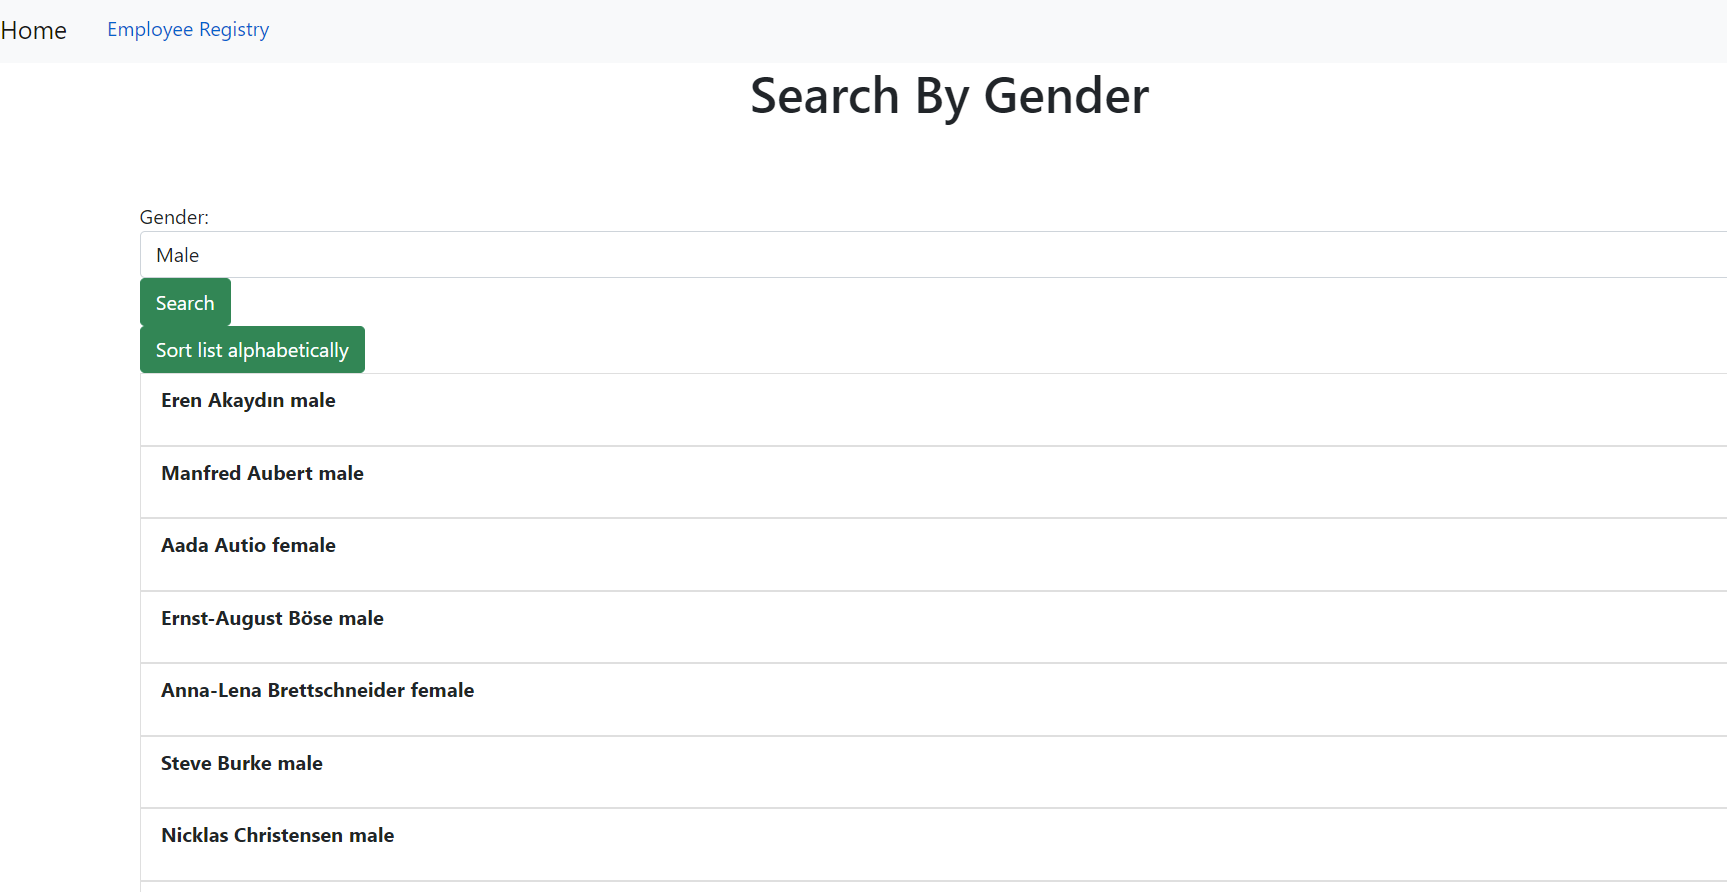 Home Employee Registry
Search By Gender
Gender:
Male
Search
Sort list alphabetically
Eren Akaydın male
Manfred Aubert male
Aada Autio female
Ernst-August Böse male
Anna-Lena Brettschneider female
Steve Burke male
Nicklas Christensen male